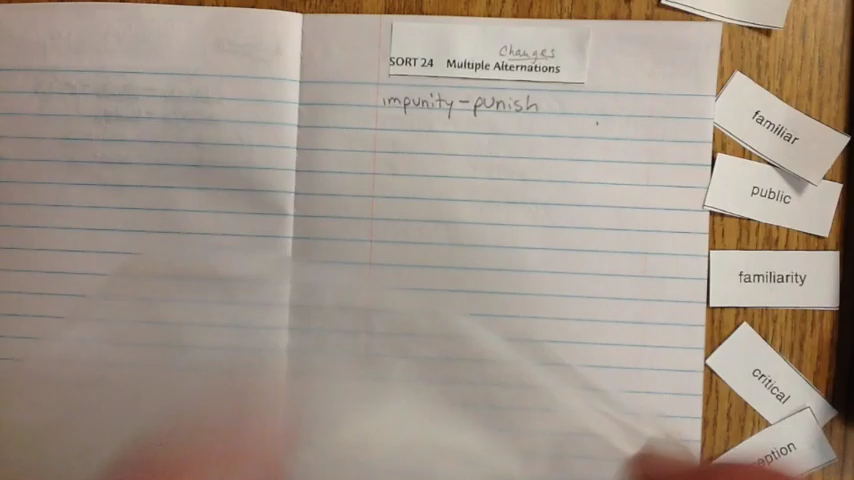 Changes
SORT 24 Multiple Alternations
impunity - punish
familiar
public
familiarity
critical